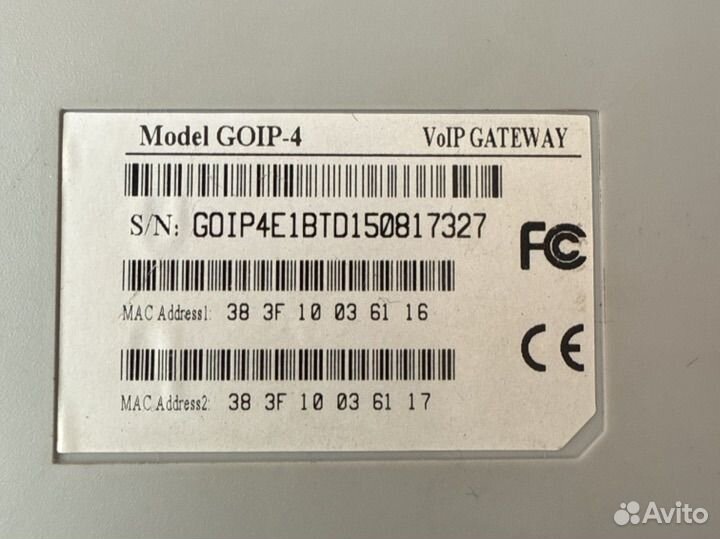 Model GOIP-4 VoIP GATEWAY
S/N: GOIP4E1BTD150817327
FC
MAC Address1: 38 3F 10 03 61 16
CE
MAC Address2: 38 3F 10 03 61 17
Avito